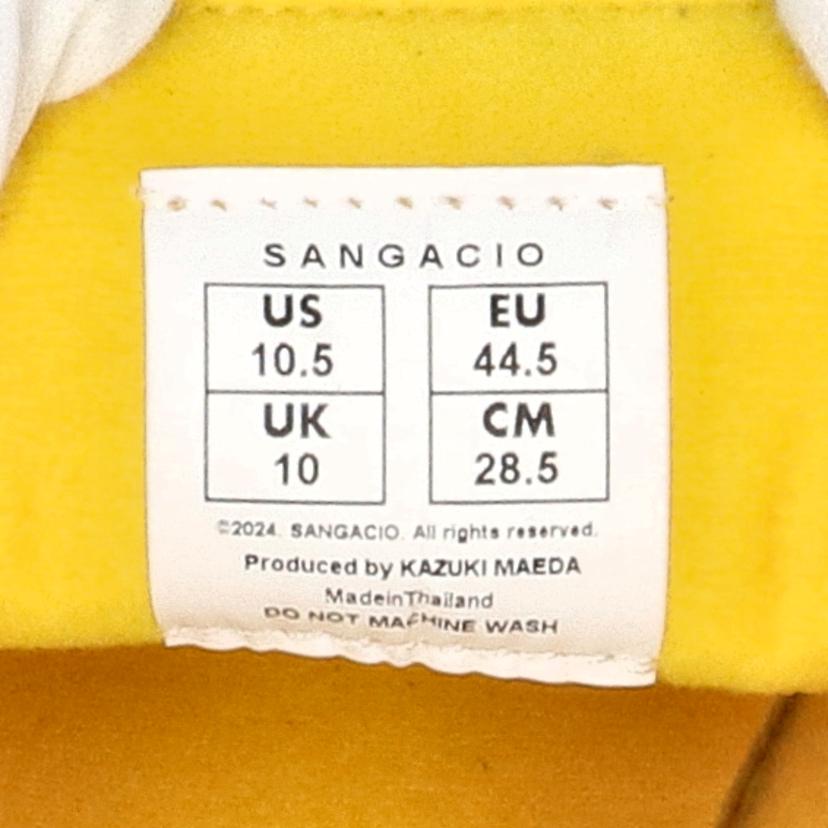 SANGACIO
US EU
10.5 44.5
UK CM
10 28.5
©2024. SANGACIO. All rights reserved.
Produced by KAZUKI MAEDA
MadeinThailand
DO NOT MACHINE WASH